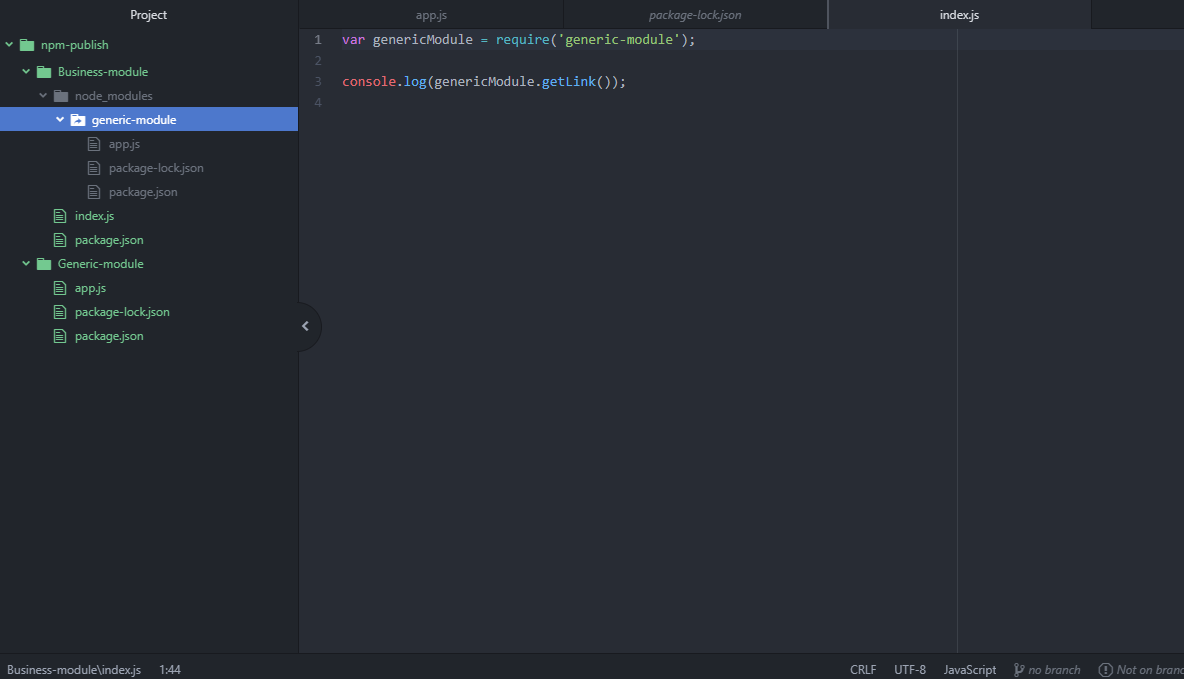 Project
app.js
package-lock.json
index.js
npm-publish
Business-module
node_modules
generic-module
app.js
package-lock.json
package.json
index.js
package.json
Generic-module
app.js
package-lock.json
package.json
1 var genericModule = require('generic-module');
2
3 console.log(genericModule.getLink());
4
Business-module\index.js 1:44 CRLF UTF-8 JavaScript no branch Not on branc